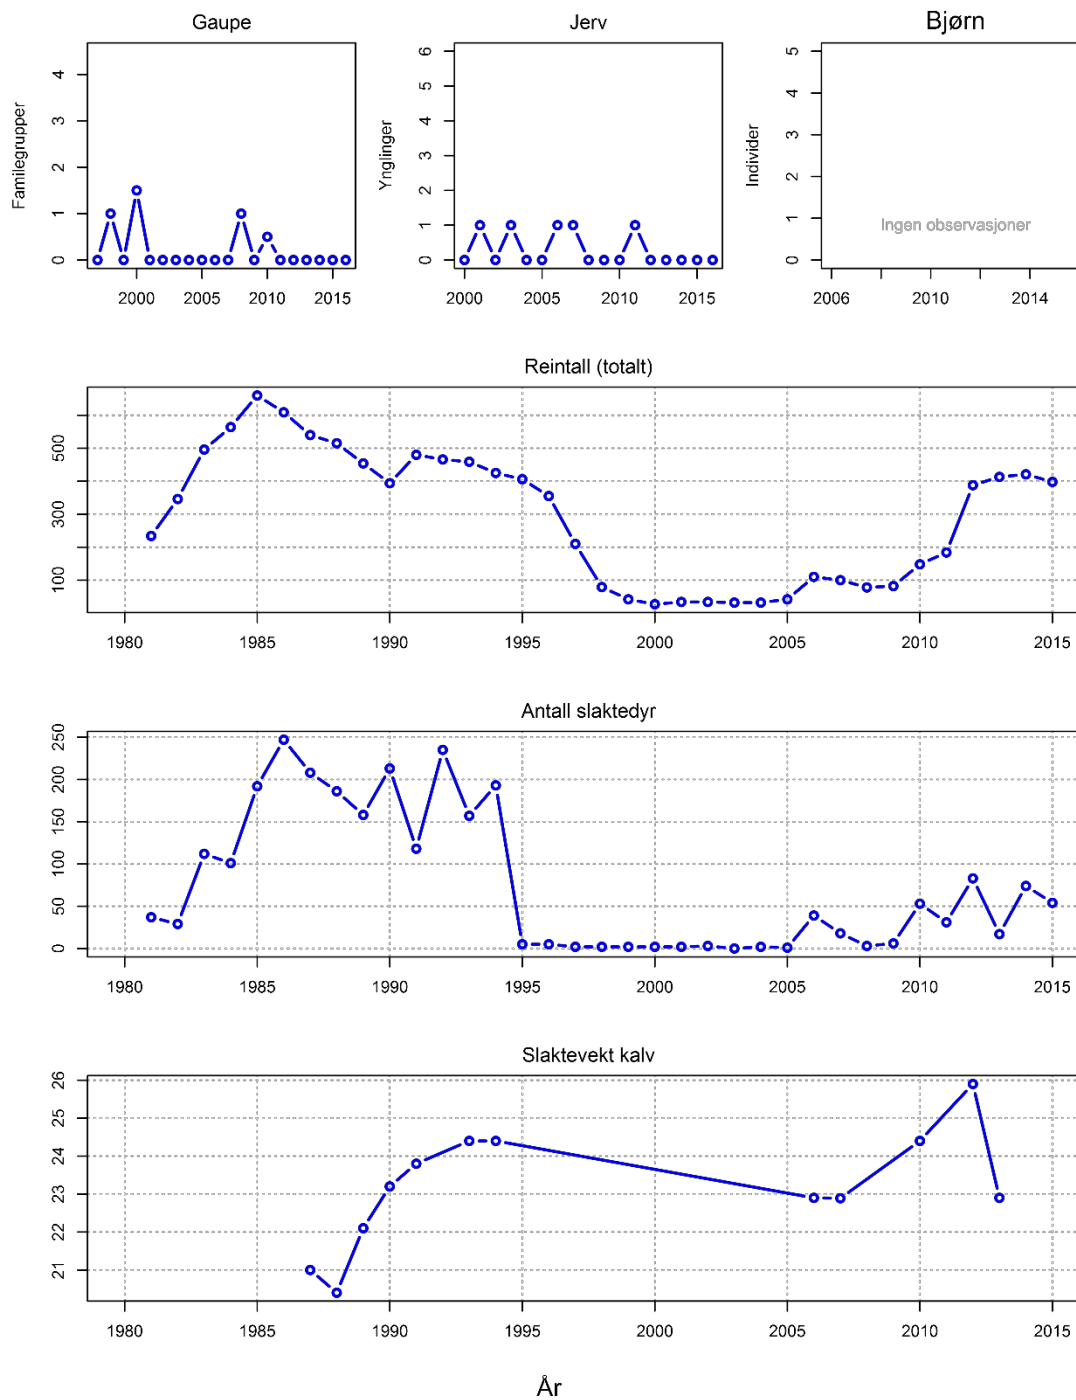 Gaupe
Jerv
Bjørn
Familegrupper
4
3
2
1
0
2000 2005 2010 2015
Ynglinger
6
5
4
3
2
1
0
2000 2005 2010 2015
Individer
5
4
3
2
1
0
Ingen observasjoner
2006 2010 2014
Reintall (totalt)
500
300
100
1980 1985 1990 1995 2000 2005 2010 2015
Antall slaktedyr
250
200
150
100
50
0
1980 1985 1990 1995 2000 2005 2010 2015
Slaktevekt kalv
26
25
24
23
22
21
1980 1985 1990 1995 2000 2005 2010 2015
År